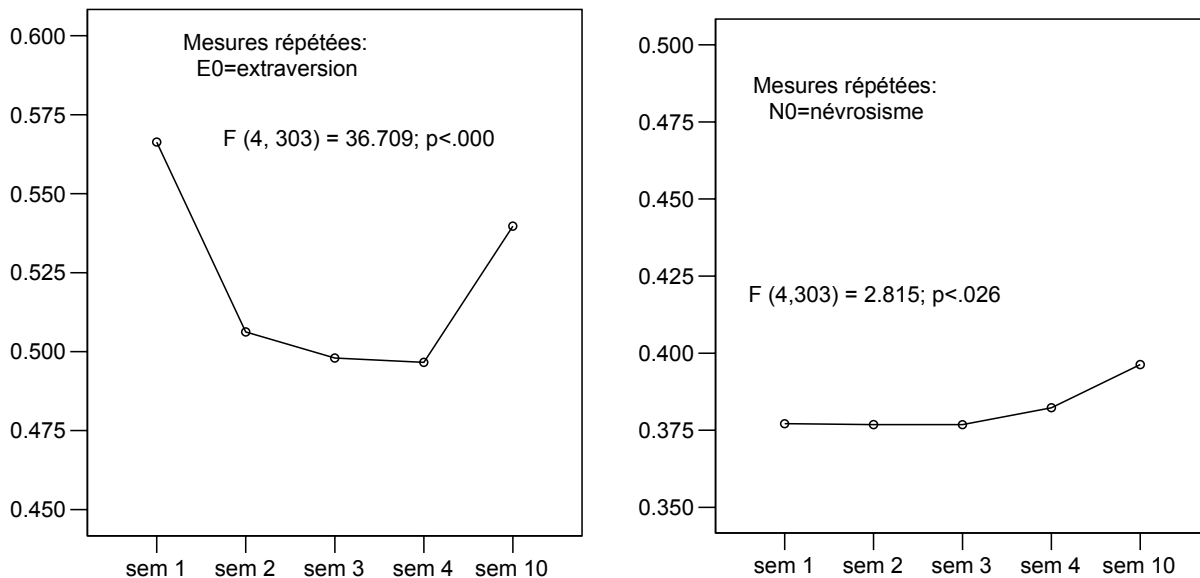 Mesures répétées:
E0=extraversion
F (4, 303) = 36.709; p<.000
0.600
0.575
0.550
0.525
0.500
0.475
0.450
sem 1 sem 2 sem 3 sem 4 sem 10
Mesures répétées:
N0=névrosisme
F (4,303) = 2.815; p<.026
0.500
0.475
0.450
0.425
0.400
0.375
0.350
sem 1 sem 2 sem 3 sem 4 sem 10